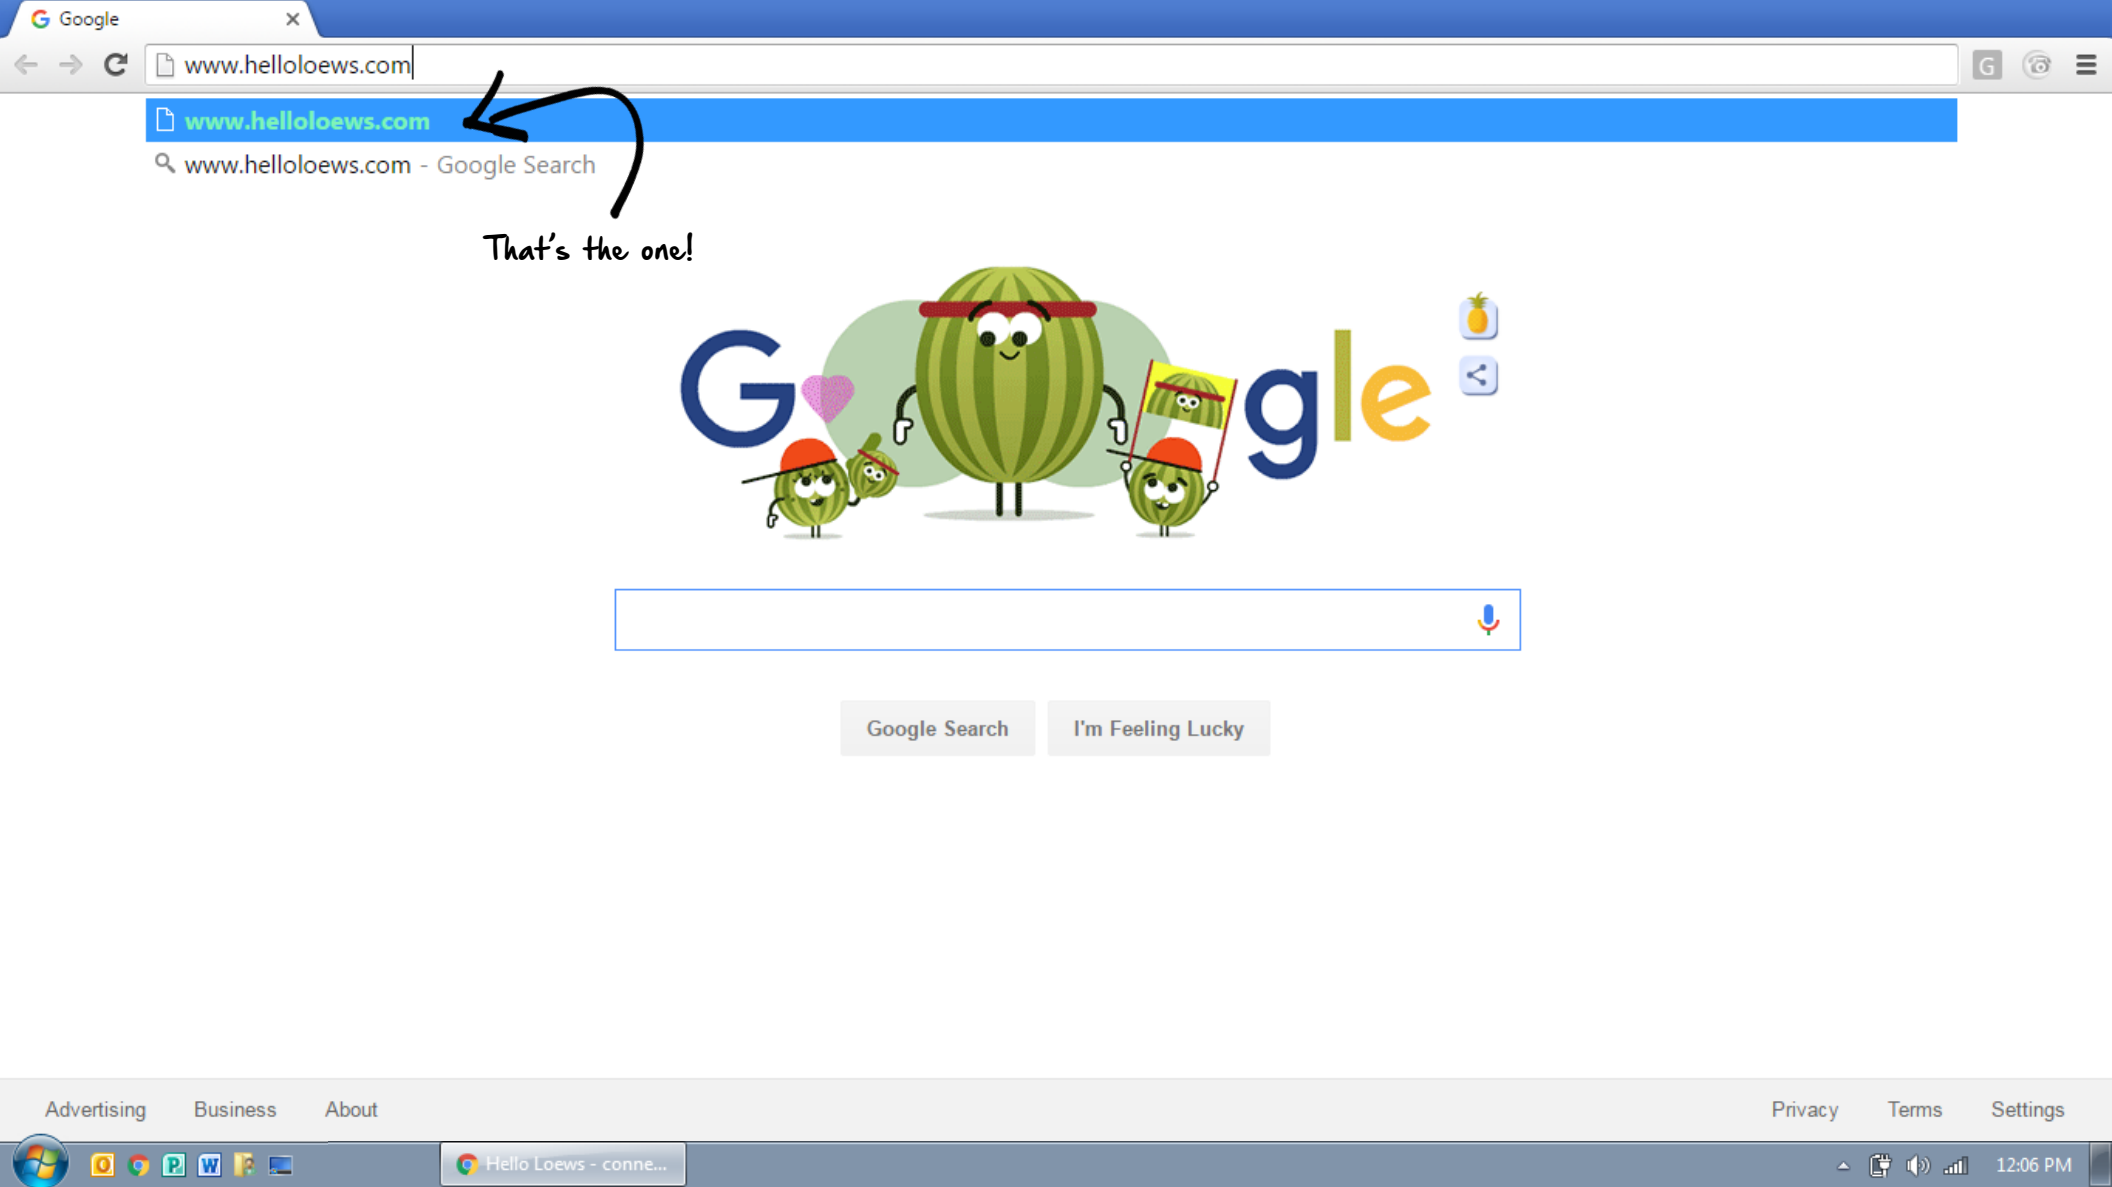 Google
www.helloloews.com
G
www.helloloews.com
www.helloloews.com - Google Search
That's the one!
G gle
Google Search
I'm Feeling Lucky
Advertising Business About
Privacy Terms Settings
Hello Loews - conne...
12:06 PM